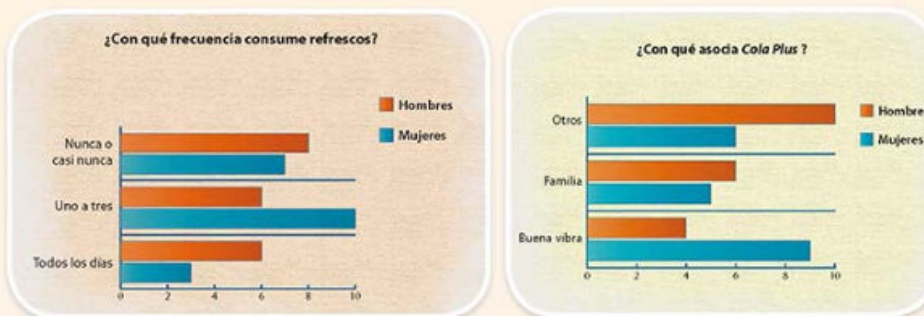 ¿Con qué frecuencia consume refrescos?
Hombres
Mujeres
Nunca o
casi nunca
Uno a tres
Todos los días
0 2 4 6 8 10
¿Con qué asocia Cola Plus ?
Hombre
Mujeres
Otros
Familia
Buena vibra
0 2 4 6 8 10